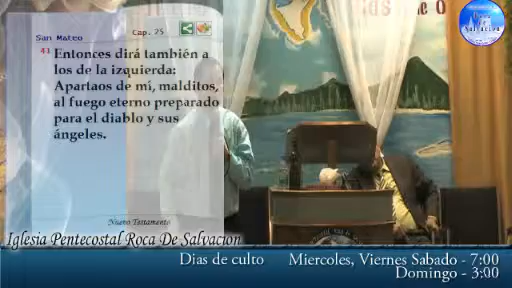 San Mateo Cap. 25
41 Entonces dirá también a
los de la izquierda:
Apartaos de mí, malditos,
al fuego eterno preparado
para el diablo y sus
ángeles.
Nuevo Testamento
Iglesia Pentecostal Roca De Salvacion
Dias de culto Miercoles, Viernes Sabado - 7:00
Domingo - 3:00
Salvacion